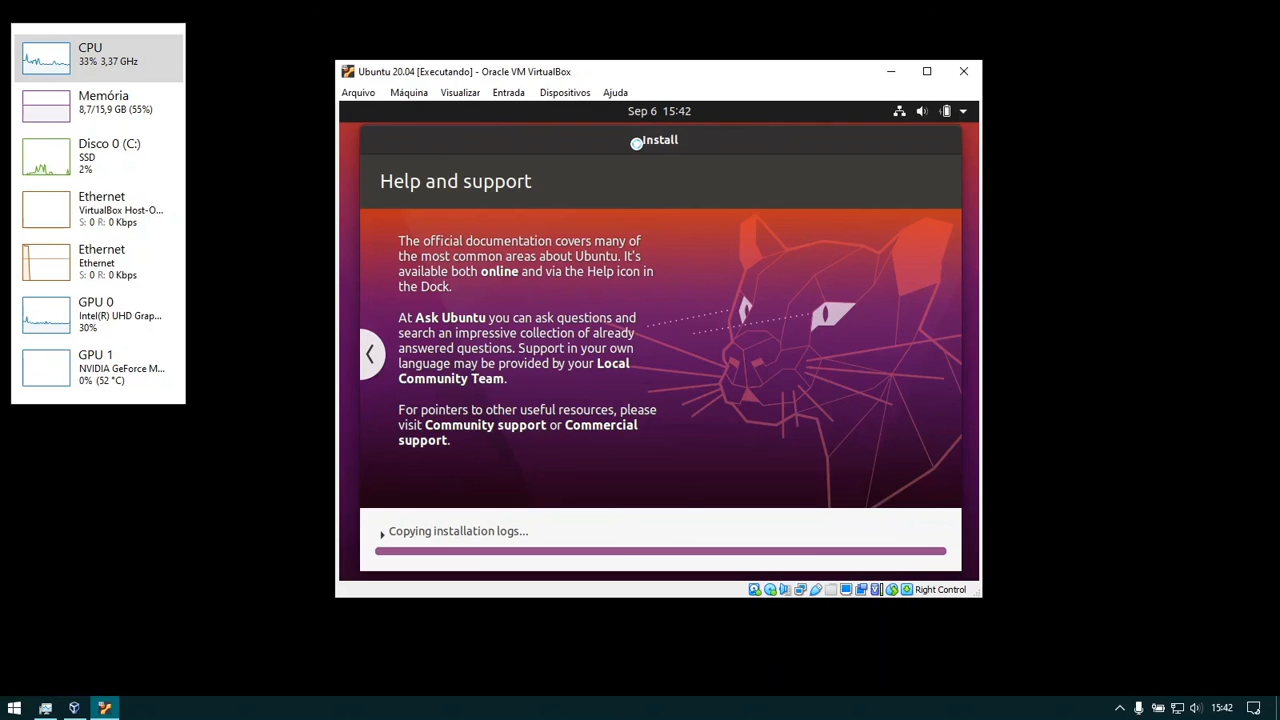 CPU
33% 3,37 GHz
Memória
8,7/15,9 GB (55%)
Disco 0 (C:)
SSD
2%
Ethernet
VirtualBox Host-O...
S: 0 R: 0 Kbps
Ethernet
Ethernet
S: 0 R: 0 Kbps
GPU 0
Intel(R) UHD Grap...
30%
GPU 1
NVIDIA GeForce M...
0% (52 °C)
Ubuntu 20.04 [Executando] - Oracle VM VirtualBox
Arquivo Máquina Visualizar Entrada Dispositivos Ajuda
Sep 6 15:42
Install
Help and support
The official documentation covers many of
the most common areas about Ubuntu. It's
available both online and via the Help icon in
the Dock.
At Ask Ubuntu you can ask questions and
search an impressive collection of already
answered questions. Support in your own
language may be provided by your Local
Community Team.
For pointers to other useful resources, please
visit Community support or Commercial
support.
Copying installation logs...
Right Control
15:42